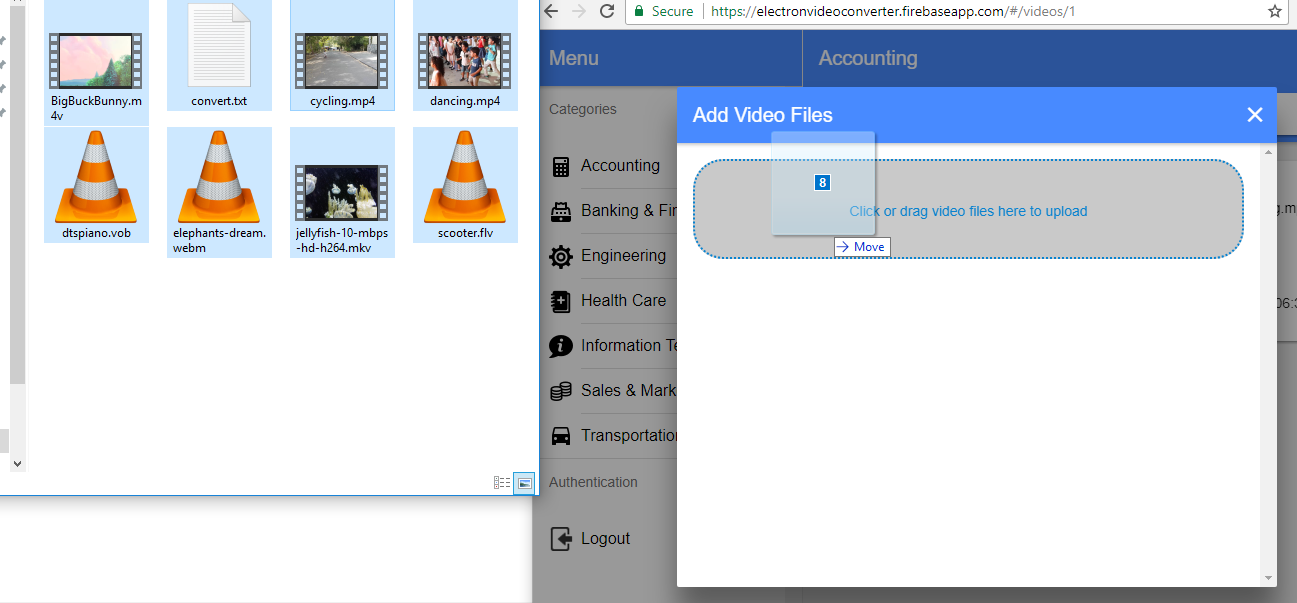 BigBuckBunny.m
4v
convert.txt
cycling.mp4
dancing.mp4
dtspiano.vob
elephants-dream.
webm
jellyfish-10-mbps
-hd-h264.mkv
scooter.flv
Secure
https://electronvideoconverter.firebaseapp.com/#/videos/1
Menu
Accounting
Categories
Accounting
Banking & Fir
Engineering
Health Care
Information Te
Sales & Mark
Transportation
Authentication
Logout
Add Video Files
8
Click or drag video files here to upload
Move
g.m
06:3